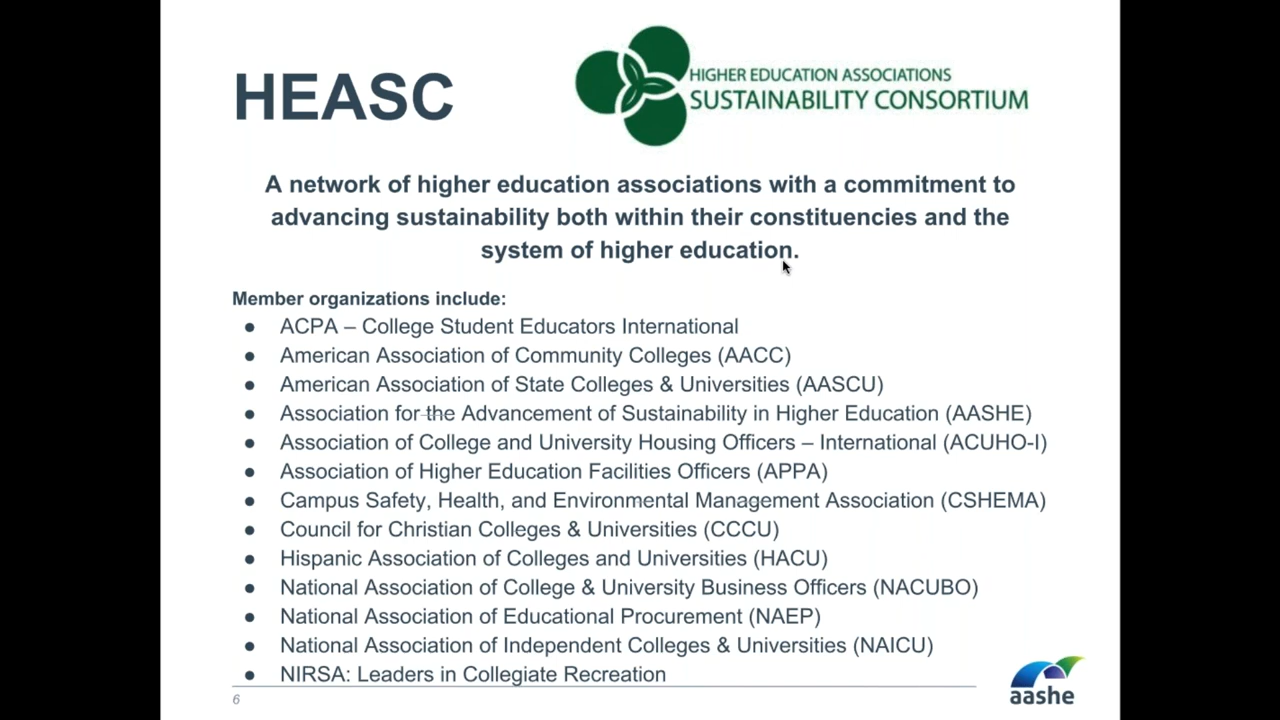 HEASC
HIGHER EDUCATION ASSOCIATIONS
SUSTAINABILITY CONSORTIUM
A network of higher education associations with a commitment to
advancing sustainability both within their constituencies and the
system of higher education.
Member organizations include:
● ACPA – College Student Educators International
● American Association of Community Colleges (AACC)
● American Association of State Colleges & Universities (AASCU)
● Association for the Advancement of Sustainability in Higher Education (AASHE)
● Association of College and University Housing Officers – International (ACUHO-I)
● Association of Higher Education Facilities Officers (APPA)
● Campus Safety, Health, and Environmental Management Association (CSHEMA)
● Council for Christian Colleges & Universities (CCCU)
● Hispanic Association of Colleges and Universities (HACU)
● National Association of College & University Business Officers (NACUBO)
● National Association of Educational Procurement (NAEP)
● National Association of Independent Colleges & Universities (NAICU)
● NIRSA: Leaders in Collegiate Recreation
6
aashe